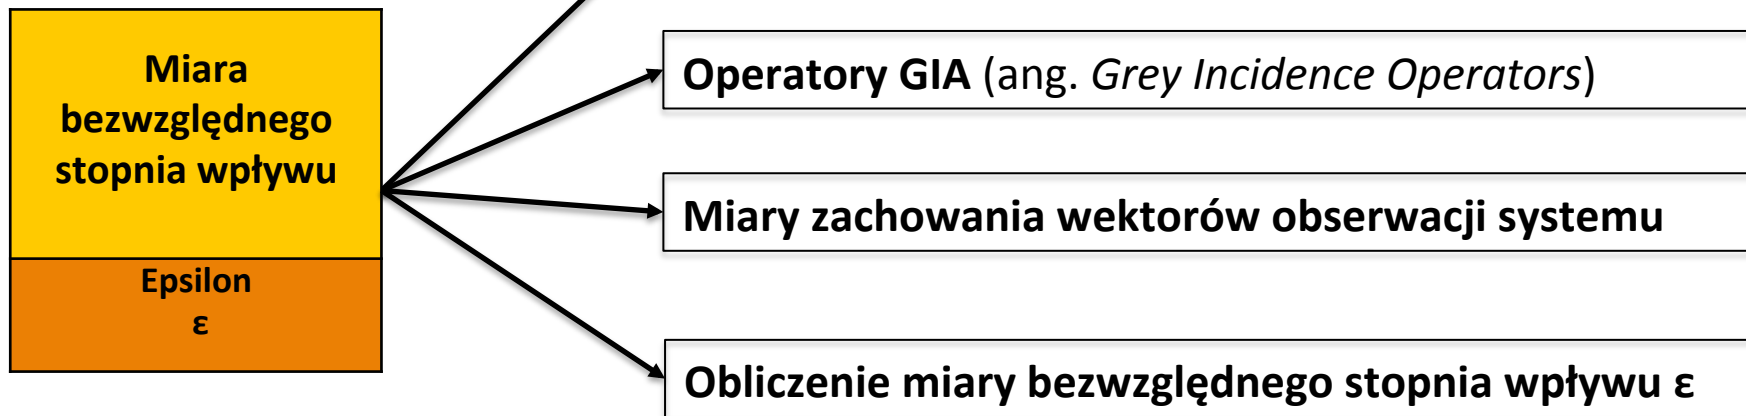 Miara
bezwzględnego
stopnia wpływu
Epsilon
ε
Operatory GIA (ang. Grey Incidence Operators)
Miary zachowania wektorów obserwacji systemu
Obliczenie miary bezwzględnego stopnia wpływu ε